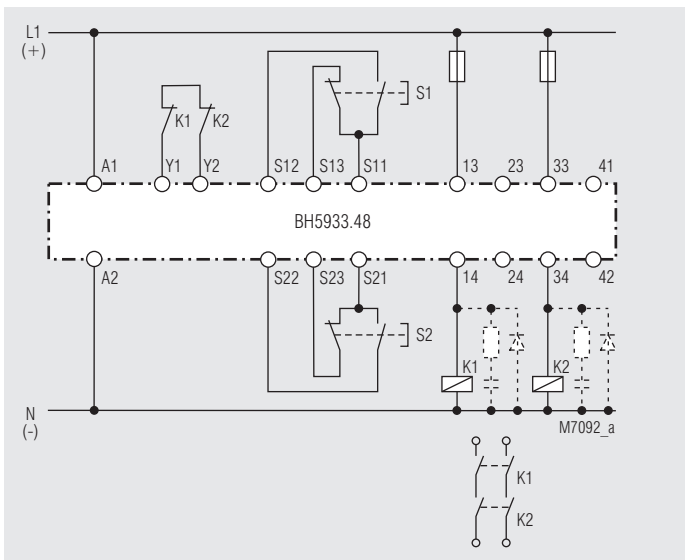 L1
(+)
S1
K1 K2
A1 Y1 Y2 S12 S13 S11 13 23 33 41
BH5933.48
A2 S22 S23 S21 14 24 34 42
S2
K1 K2
N
(-)
M7092_a
K1
K2